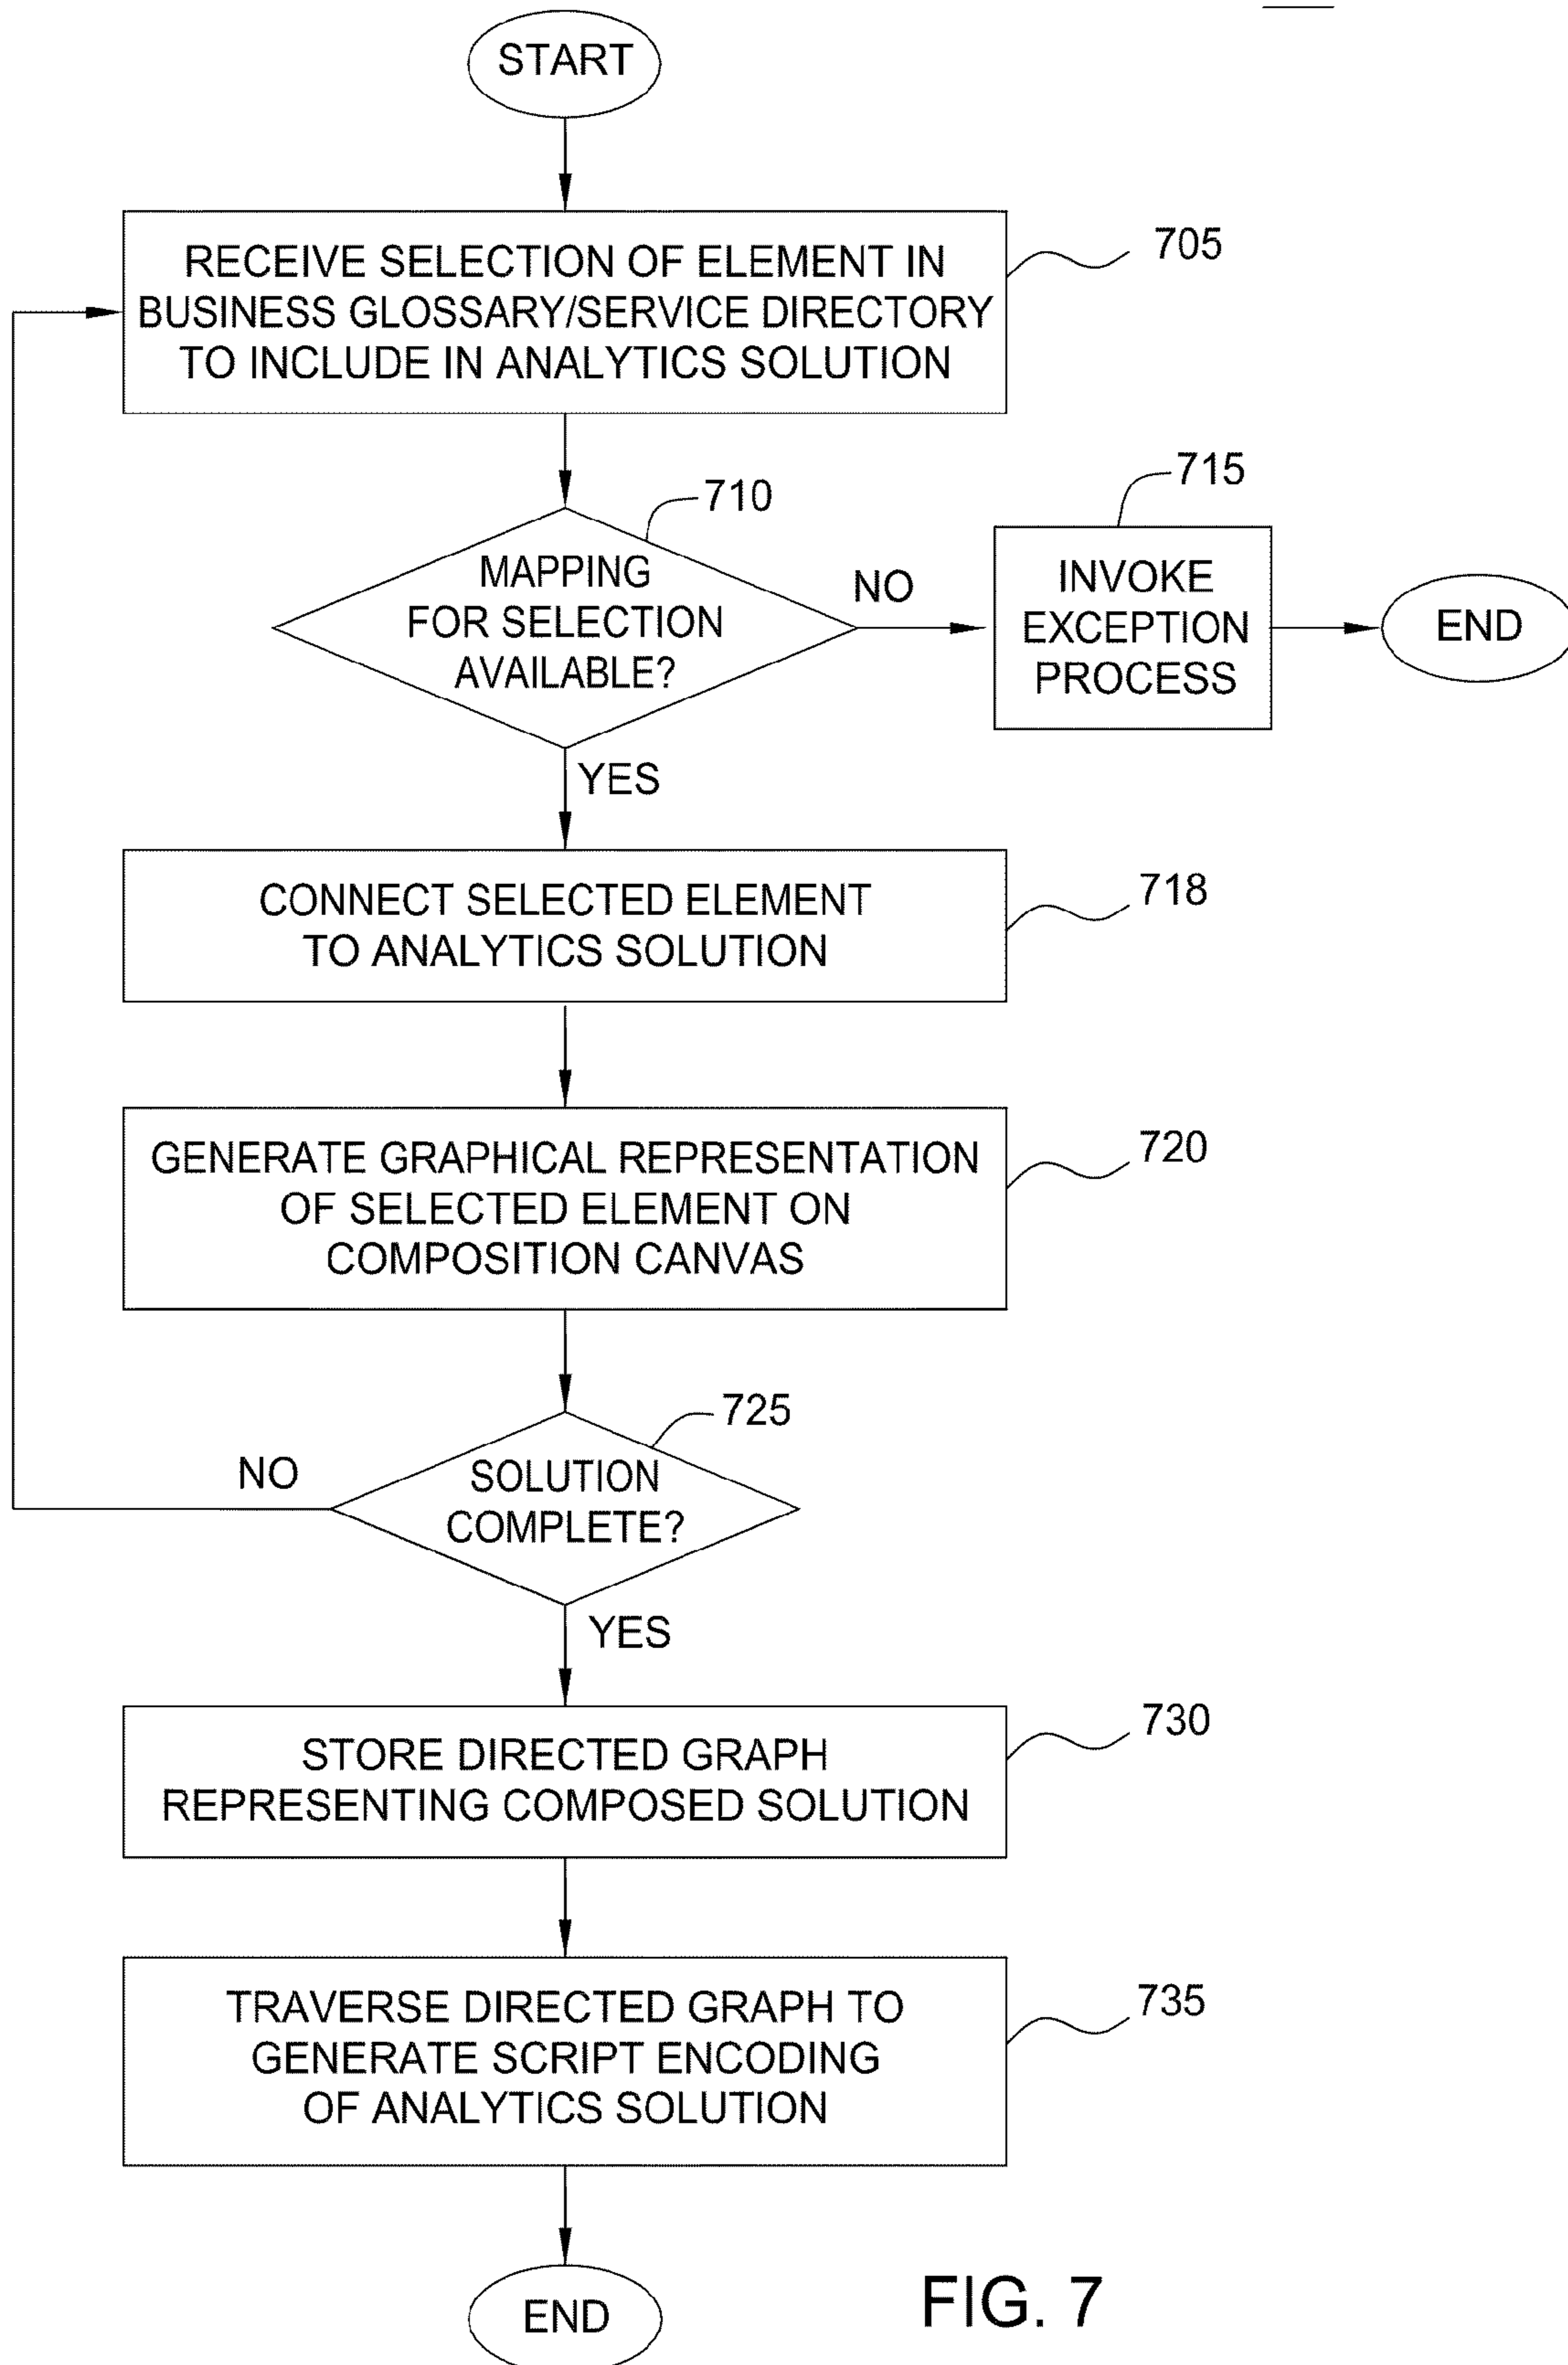 START
RECEIVE SELECTION OF ELEMENT IN
BUSINESS GLOSSARY/SERVICE DIRECTORY
TO INCLUDE IN ANALYTICS SOLUTION
705
710
MAPPING
FOR SELECTION
AVAILABLE?
NO
715
INVOKE
EXCEPTION
PROCESS
END
YES
CONNECT SELECTED ELEMENT
TO ANALYTICS SOLUTION
718
GENERATE GRAPHICAL REPRESENTATION
OF SELECTED ELEMENT ON
COMPOSITION CANVAS
720
725
SOLUTION
COMPLETE?
NO
YES
STORE DIRECTED GRAPH
REPRESENTING COMPOSED SOLUTION
730
TRAVERSE DIRECTED GRAPH TO
GENERATE SCRIPT ENCODING
OF ANALYTICS SOLUTION
735
END
FIG. 7